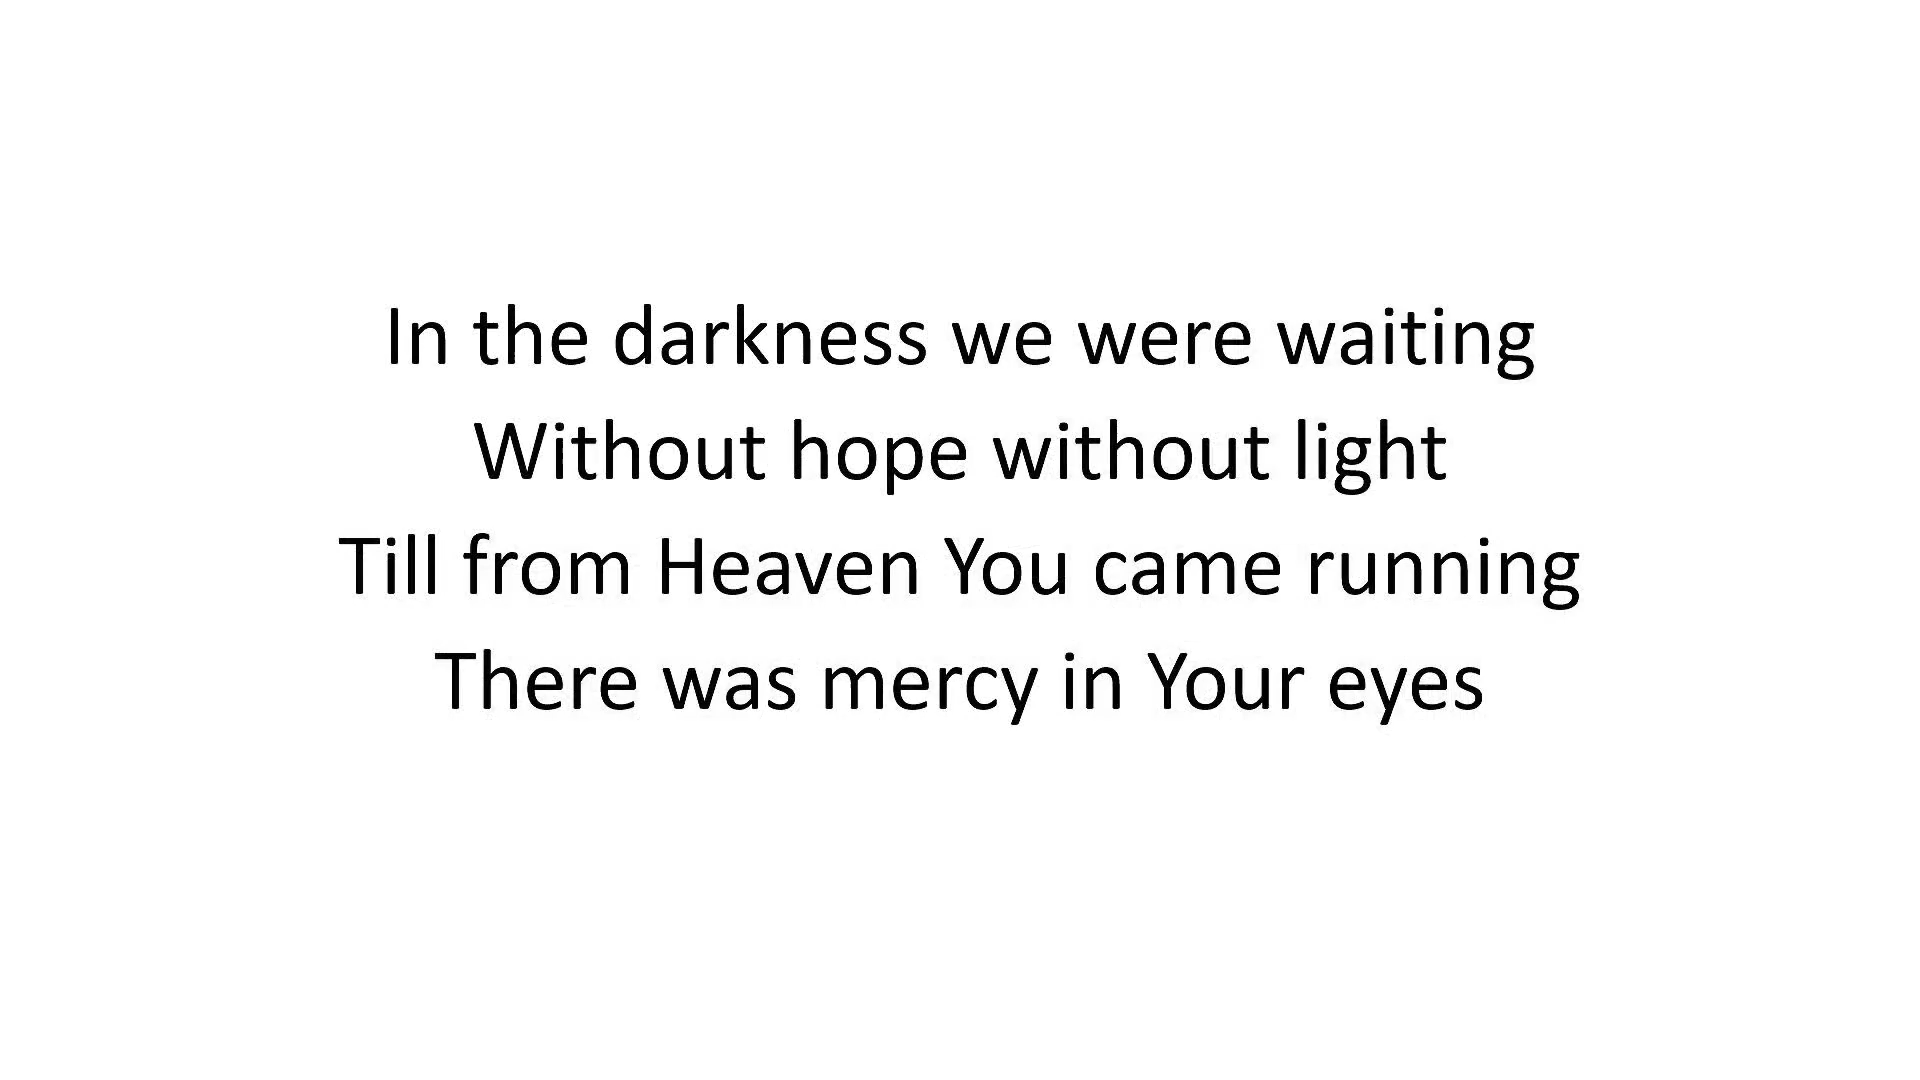 In the darkness we were waiting
Without hope without light
Till from Heaven You came running
There was mercy in Your eyes